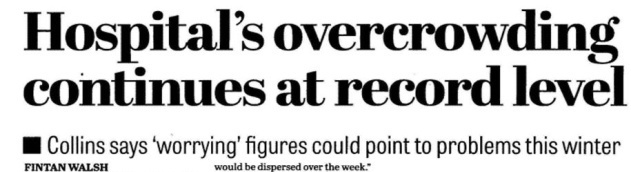 Hospital's overcrowding
continues at record level
■ Collins says 'worrying' figures could point to problems this winter
FINTAN WALSH would be dispersed over the week."